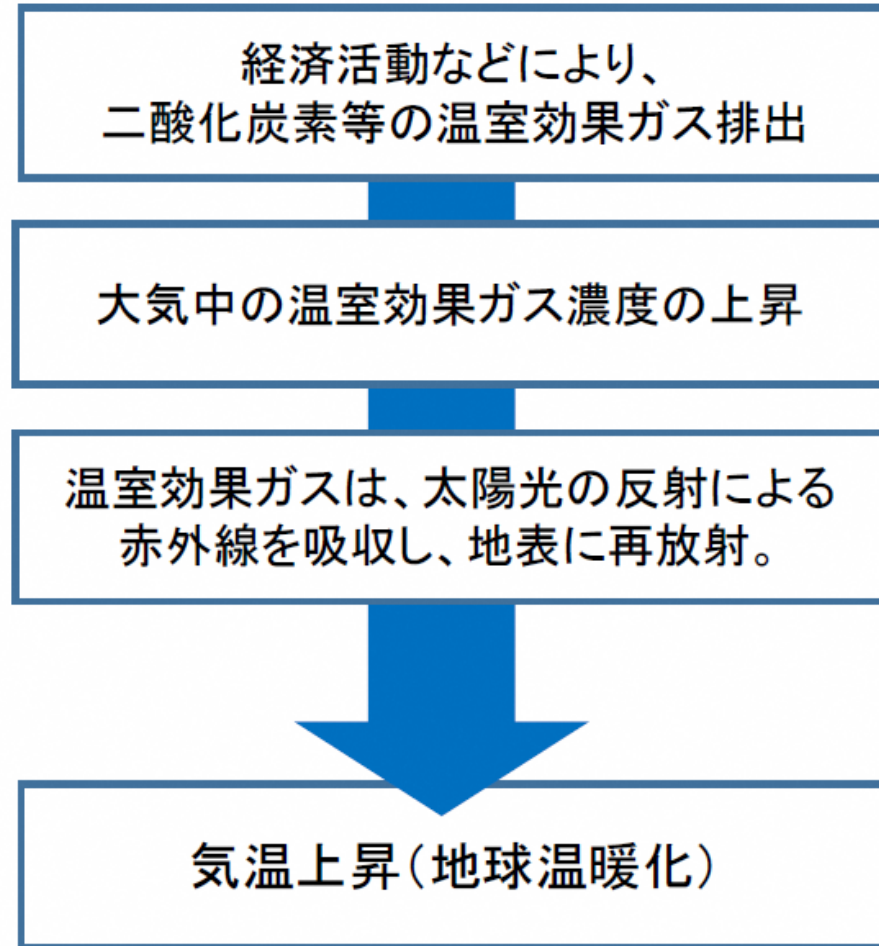 経済活動などにより、
二酸化炭素等の温室効果ガス排出
大気中の温室効果ガス濃度の上昇
温室効果ガスは、太陽光の反射による
赤外線を吸収し、地表に再放射。
気温上昇（地球温暖化）